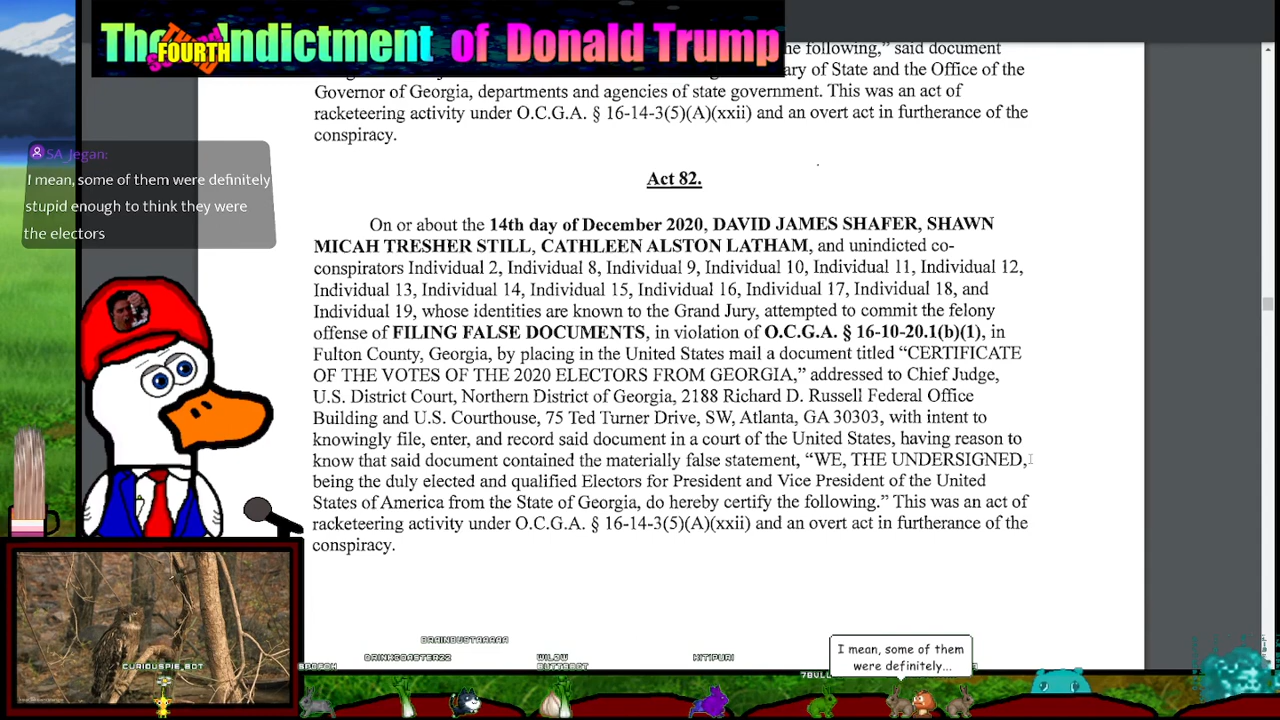 The Indictment of Donald Trump
FOURTH
the following,” said document
ary of State and the Office of the
Governor of Georgia, departments and agencies of state government. This was an act of
racketeering activity under O.C.G.A. § 16-14-3(5)(A)(xxii) and an overt act in furtherance of the
conspiracy.
Act 82.
On or about the 14th day of December 2020, DAVID JAMES SHAFER, SHAWN
MICAH TRESHER STILL, CATHLEEN ALSTON LATHAM, and unindicted co-
conspirators Individual 2, Individual 8, Individual 9, Individual 10, Individual 11, Individual 12,
Individual 13, Individual 14, Individual 15, Individual 16, Individual 17, Individual 18, and
Individual 19, whose identities are known to the Grand Jury, attempted to commit the felony
offense of FILING FALSE DOCUMENTS, in violation of O.C.G.A. § 16-10-20.1(b)(1), in
Fulton County, Georgia, by placing in the United States mail a document titled “CERTIFICATE
OF THE VOTES OF THE 2020 ELECTORS FROM GEORGIA,” addressed to Chief Judge,
U.S. District Court, Northern District of Georgia, 2188 Richard D. Russell Federal Office
Building and U.S. Courthouse, 75 Ted Turner Drive, SW, Atlanta, GA 30303, with intent to
knowingly file, enter, and record said document in a court of the United States, having reason to
know that said document contained the materially false statement, “WE, THE UNDERSIGNED,
being the duly elected and qualified Electors for President and Vice President of the United
States of America from the State of Georgia, do hereby certify the following.” This was an act of
racketeering activity under O.C.G.A. § 16-14-3(5)(A)(xxii) and an overt act in furtherance of the
conspiracy.
SA_Jegan:
I mean, some of them were definitely
stupid enough to think they were
the electors
CURIOUSPIE_BOT
DRINKCOASTER22
KITIPURI
I mean, some of them
were definitely...